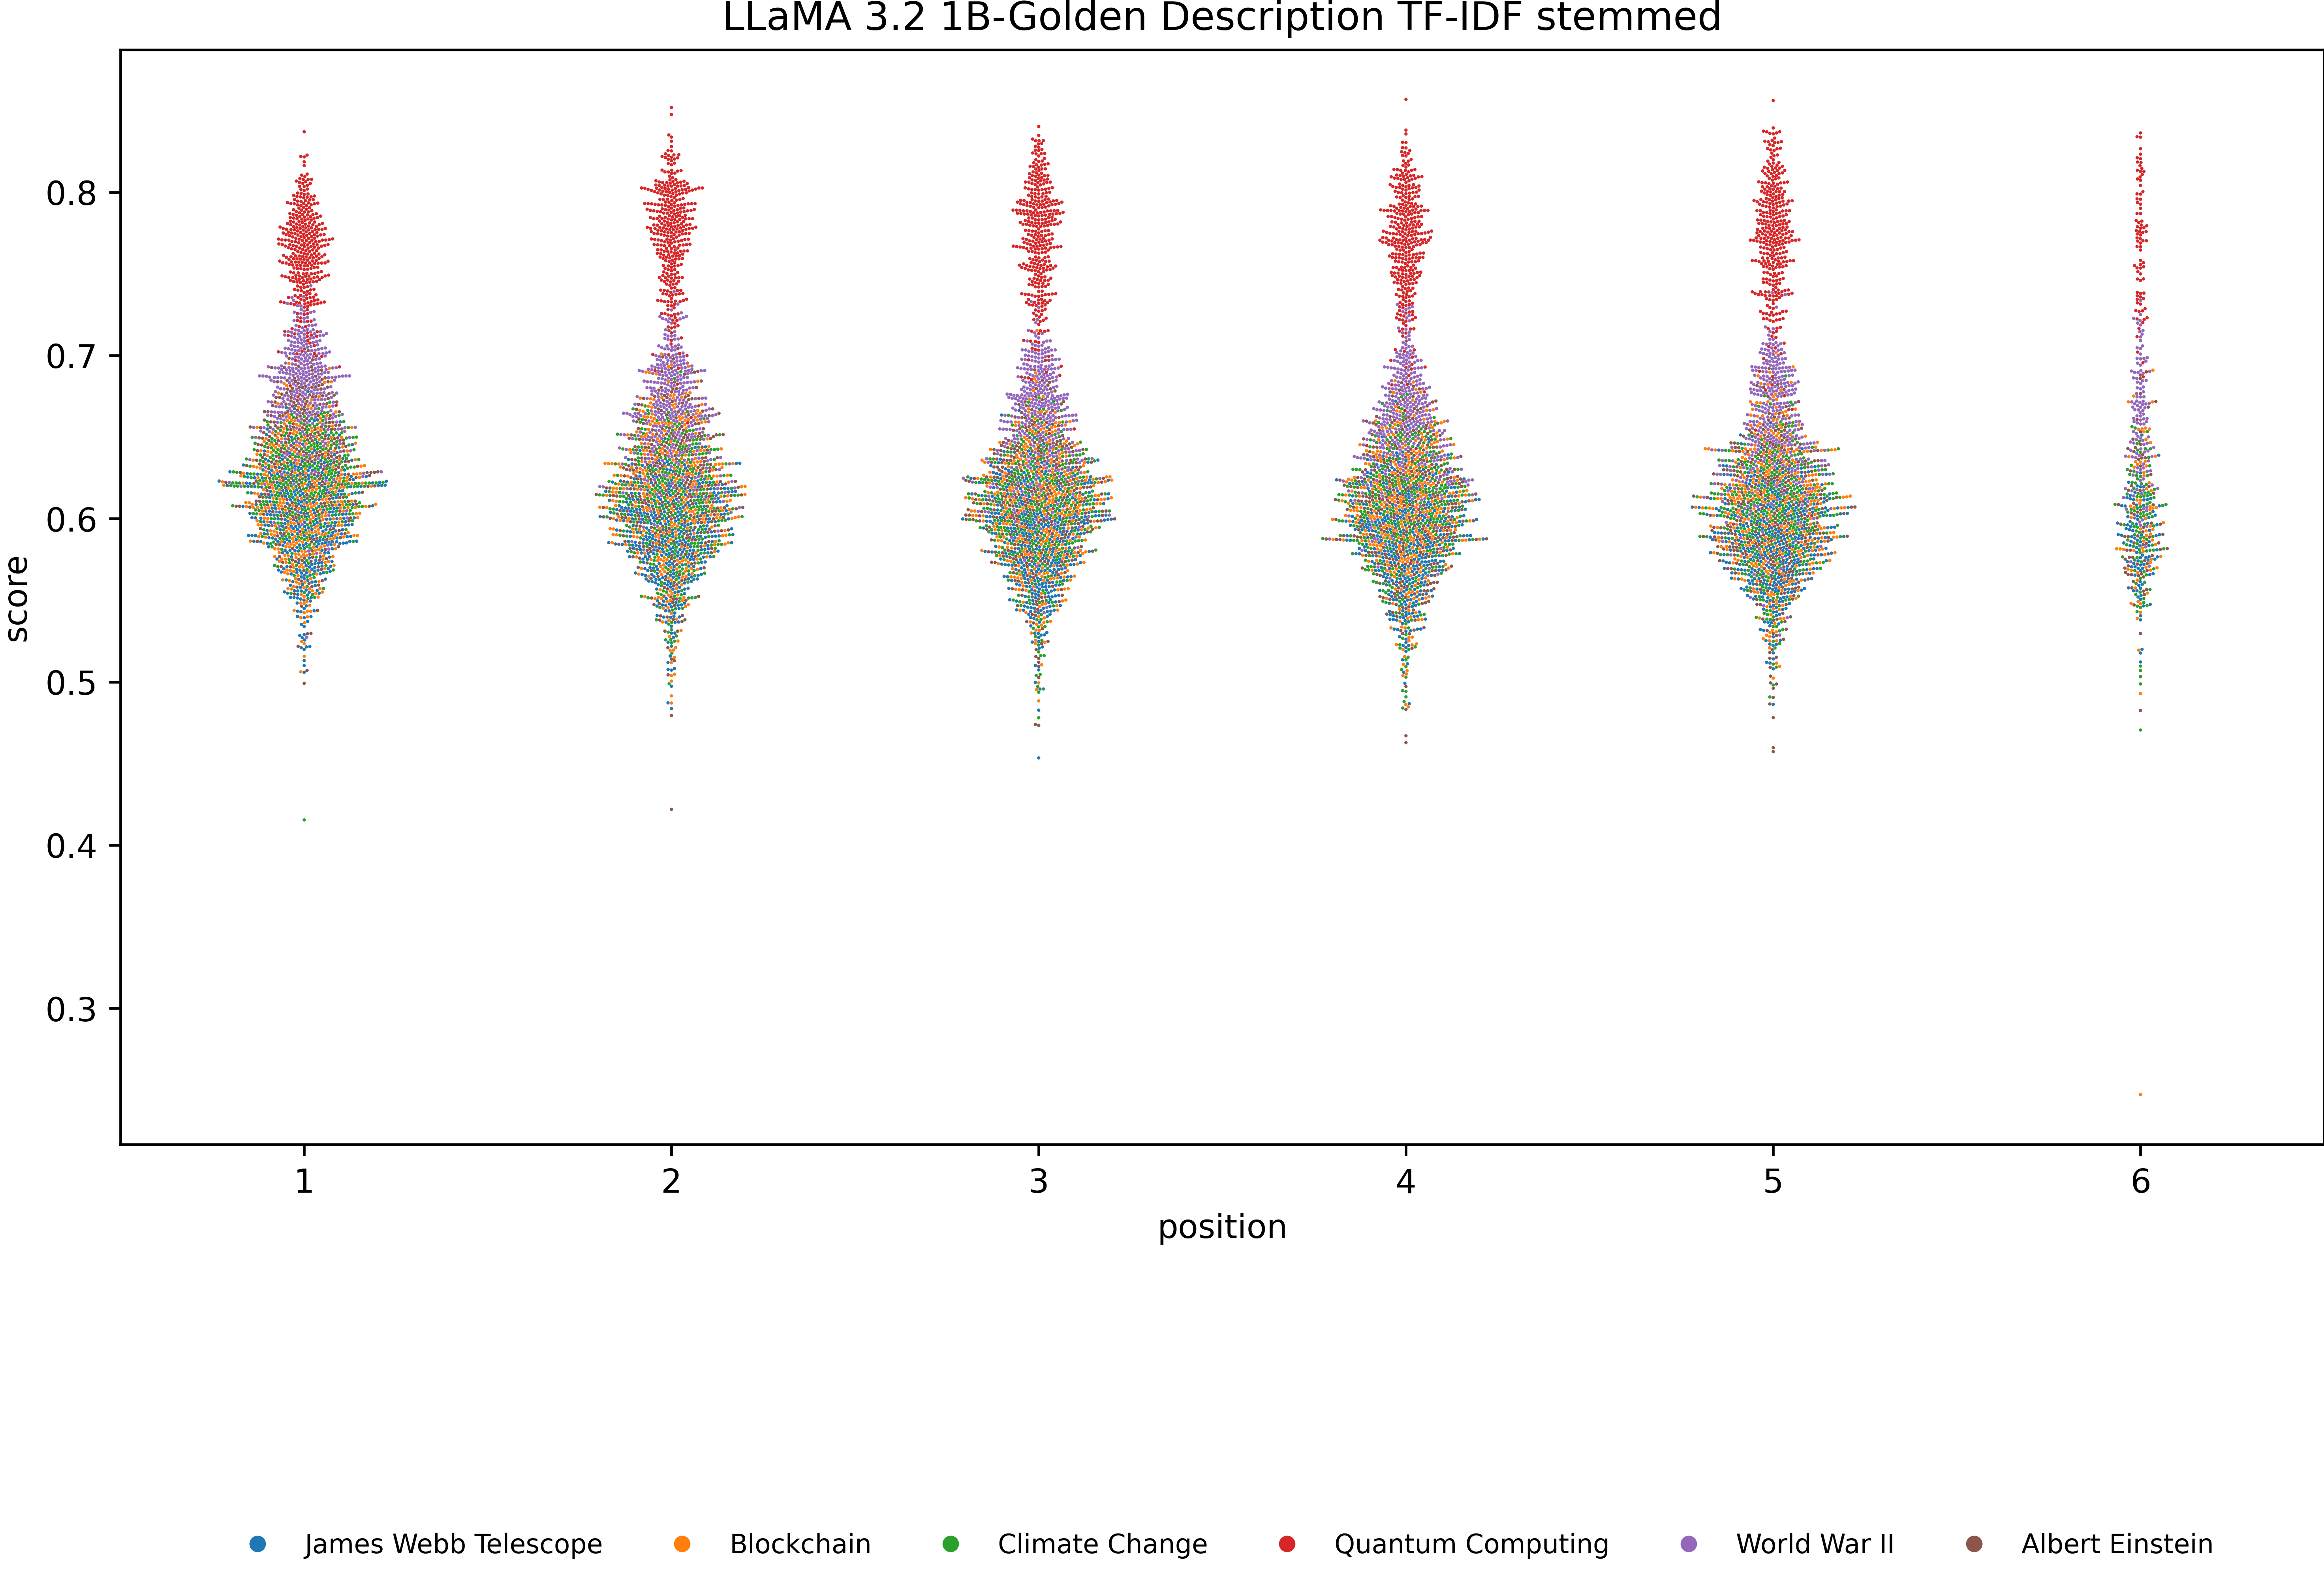 LLaMA 3.2 1B-Golden Description TF-IDF stemmed
score
0.8
0.7
0.6
0.5
0.4
0.3
1 2 3 4 5 6
position
James Webb Telescope Blockchain Climate Change Quantum Computing World War II Albert Einstein